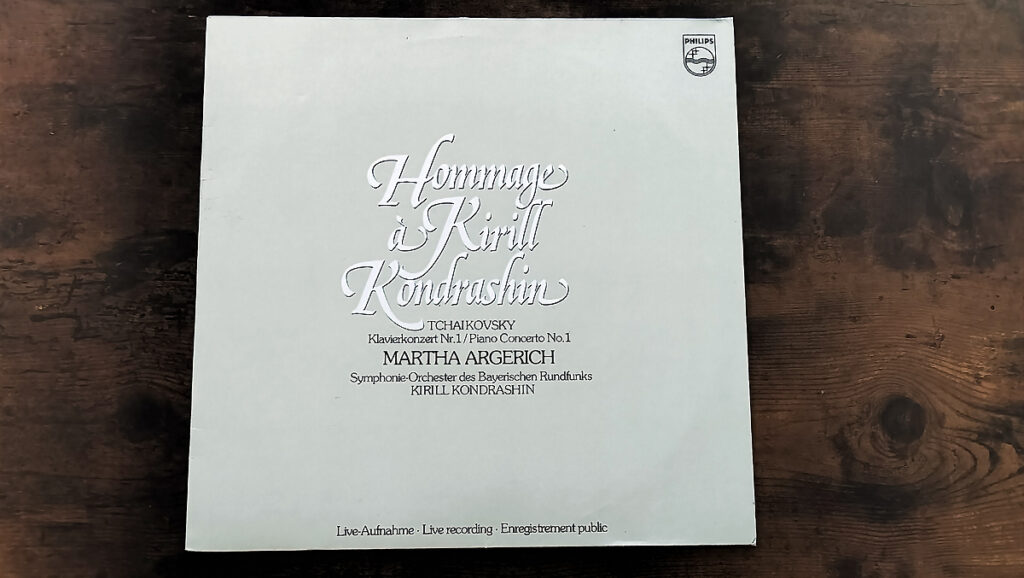 PHILIPS
Hommage
à Kirill
Kondrashin
TCHAIKOVSKY
Klavierkonzert Nr.1 / Piano Concerto No.1
MARTHA ARGERICH
Symphonie-Orchester des Bayerischen Rundfunks
KIRILL KONDRASHIN
Live-Aufnahme · Live recording · Enregistrement public